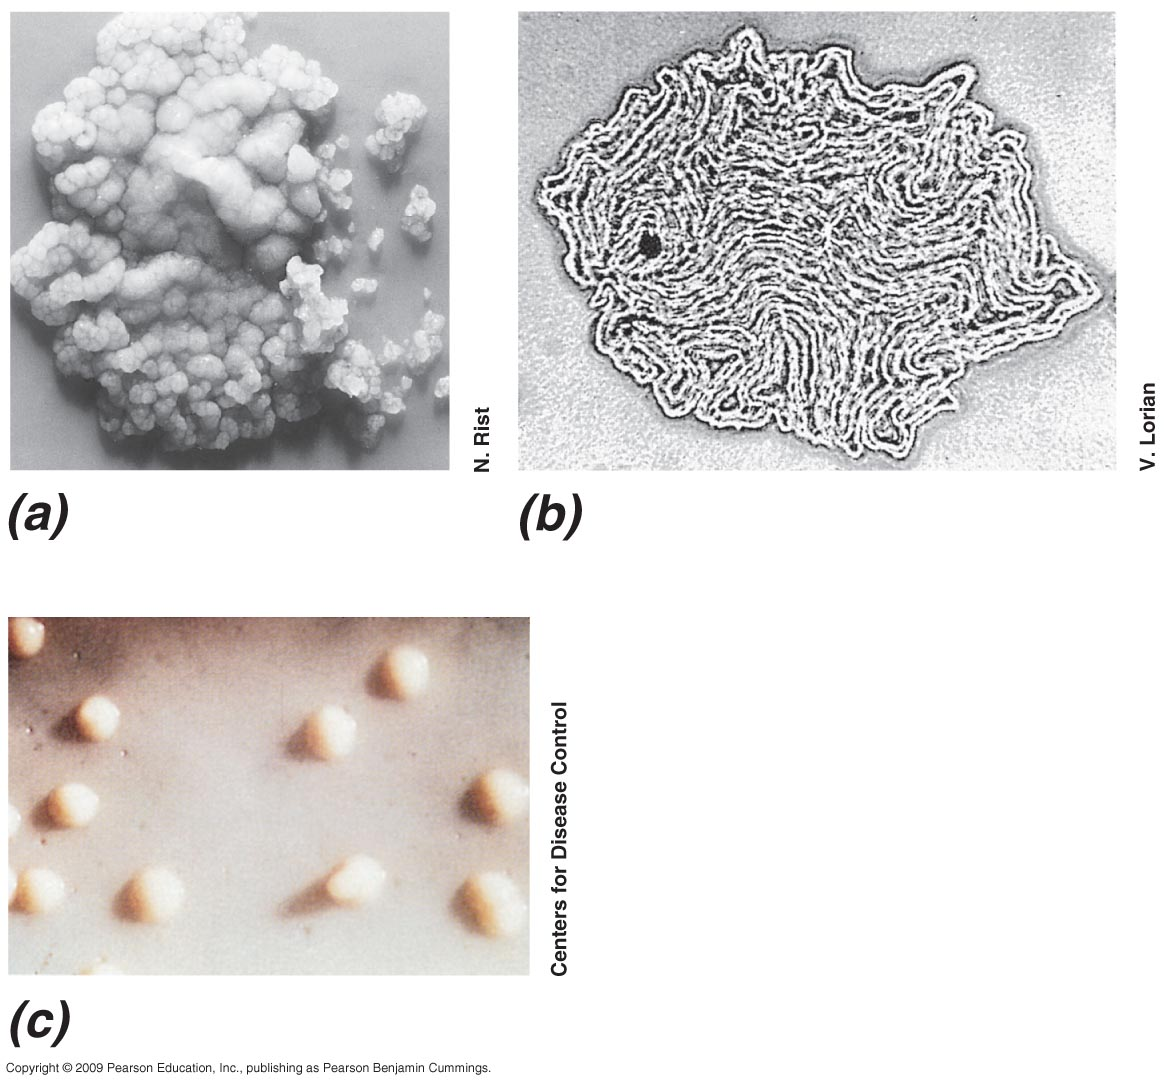 N. Rist
V. Lorian
(a)
(b)
Centers for Disease Control
(c)
Copyright © 2009 Pearson Education, Inc., publishing as Pearson Benjamin Cummings.